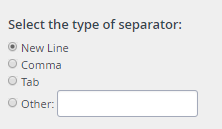 Select the type of separator:
New Line
Comma
Tab
Other: